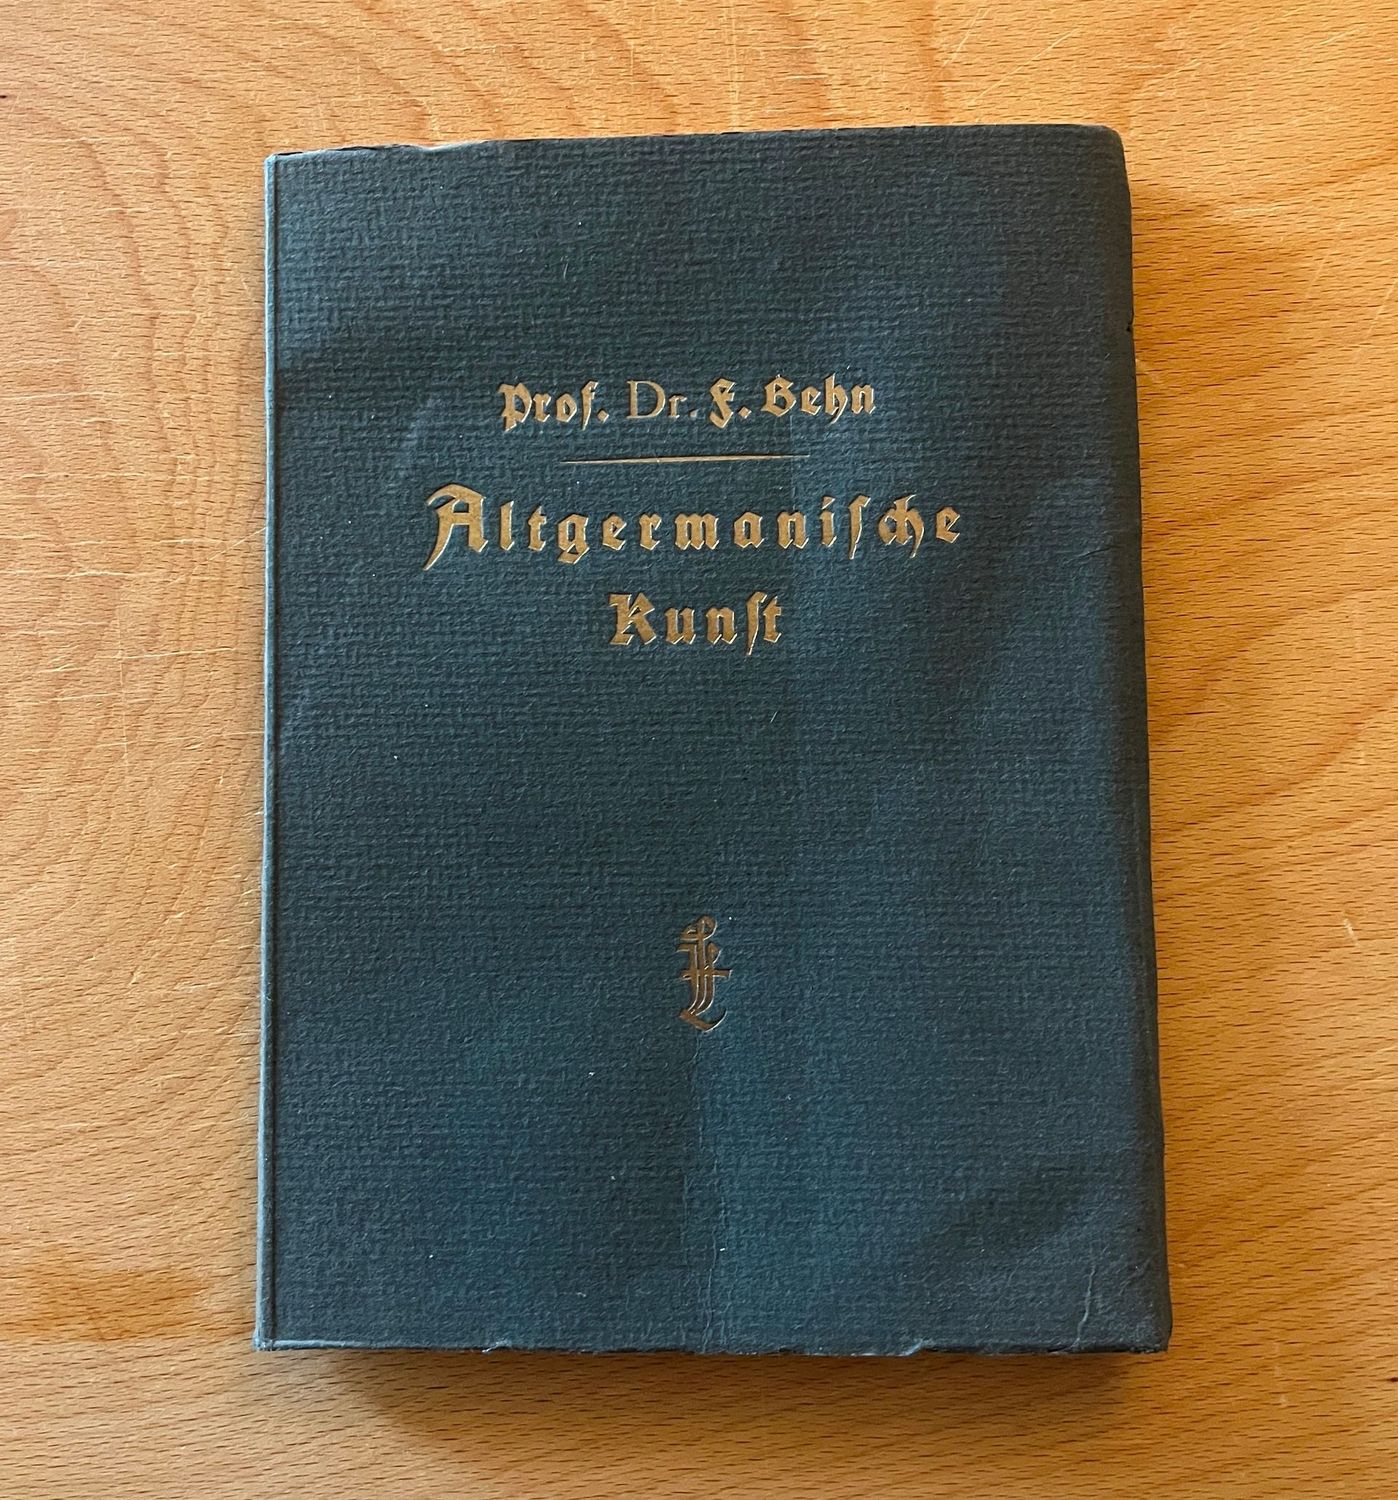 Prof. Dr. F. Behn
Altgermaniſche
Kunſt